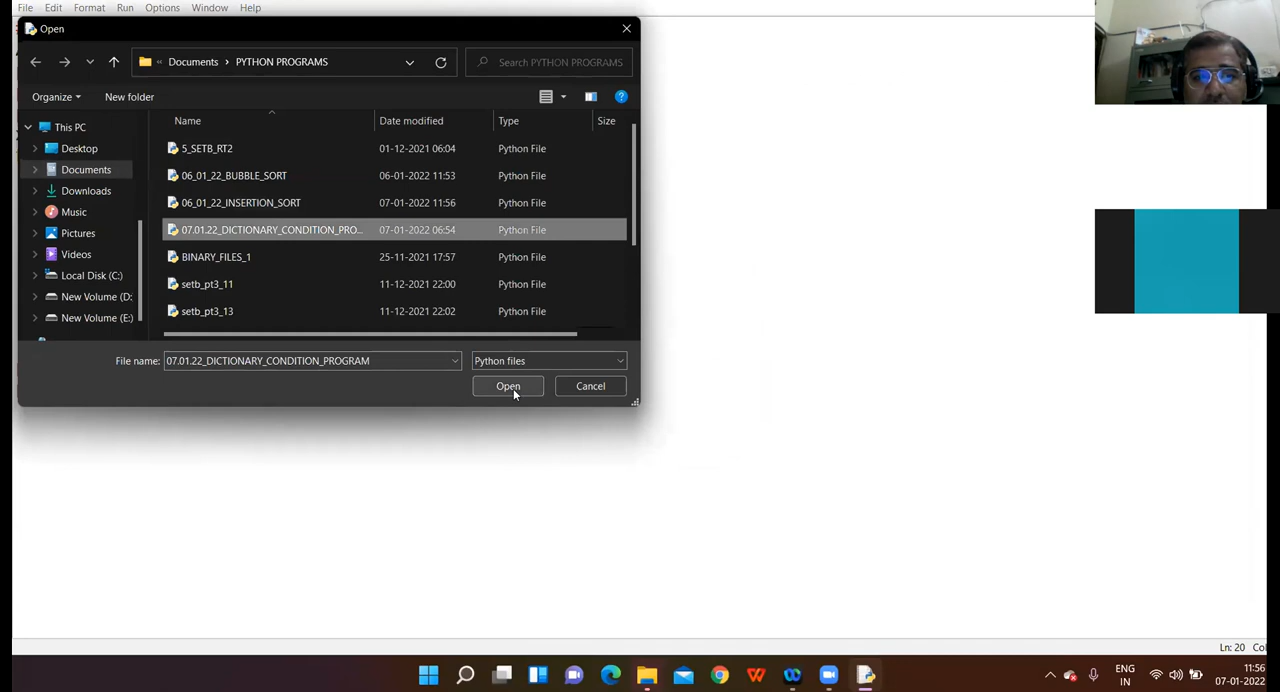 File Edit Format Run Options Window Help
Open
« Documents › PYTHON PROGRAMS
Search PYTHON PROGRAMS
Organize New folder
Name Date modified Type Size
This PC
Desktop
Documents
Downloads
Music
Pictures
Videos
Local Disk (C:)
New Volume (D:
New Volume (E:)
5_SETB_RT2 01-12-2021 06:04 Python File
06_01_22_BUBBLE_SORT 06-01-2022 11:53 Python File
06_01_22_INSERTION_SORT 07-01-2022 11:56 Python File
07.01.22_DICTIONARY_CONDITION_PRO... 07-01-2022 06:54 Python File
BINARY_FILES_1 25-11-2021 17:57 Python File
setb_pt3_11 11-12-2021 22:00 Python File
setb_pt3_13 11-12-2021 22:02 Python File
File name: 07.01.22_DICTIONARY_CONDITION_PROGRAM Python files
Open Cancel
Ln: 20 Co
ENG
IN
11:56
07-01-2022